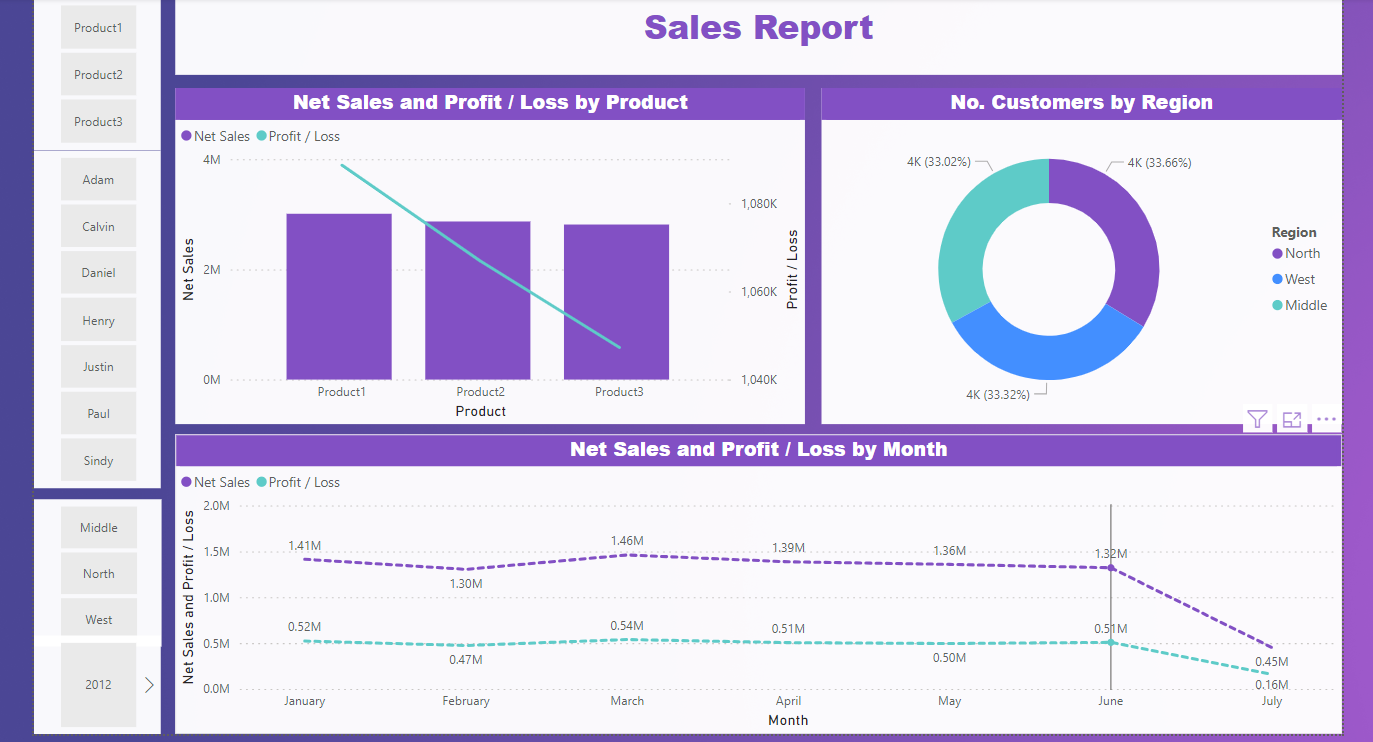 Sales Report
Product1
Product2
Product3
Adam
Calvin
Daniel
Henry
Justin
Paul
Sindy
Middle
North
West
2012
Net Sales and Profit / Loss by Product
Net Sales Profit / Loss
4M
2M
0M
Net Sales
1,080K
1,060K
1,040K
Profit / Loss
Product1 Product2 Product3
Product
No. Customers by Region
4K (33.02%) 4K (33.66%)
4K (33.32%)
Region
North
West
Middle
Net Sales and Profit / Loss by Month
Net Sales Profit / Loss
2.0M
1.5M
1.0M
0.5M
0.0M
Net Sales and Profit / Loss
1.41M 1.30M 1.46M 1.39M 1.36M 1.32M 0.45M
0.52M 0.47M 0.54M 0.51M 0.50M 0.51M 0.16M
January February March April May June July
Month